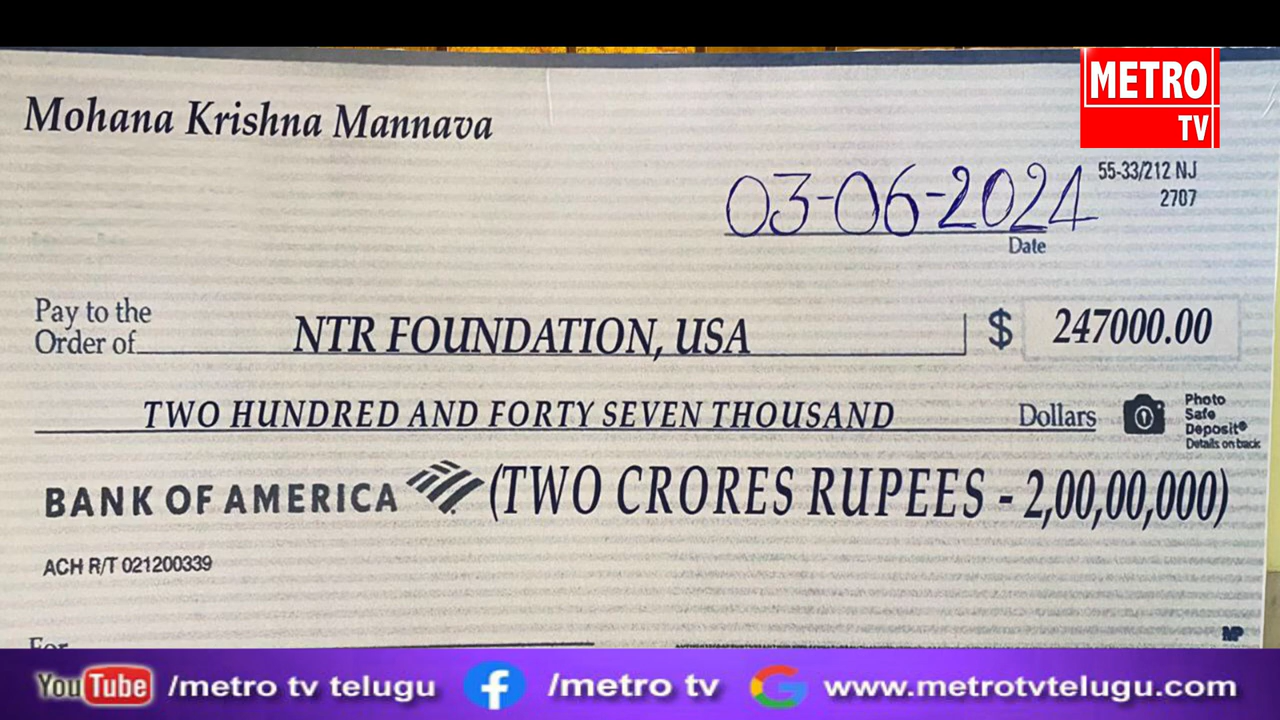 METRO
TV
Mohana Krishna Mannava
03-06-2024
55-33/212 NJ
2707
Date
Pay to the
Order of
NTR FOUNDATION, USA
$ 247000.00
TWO HUNDRED AND FORTY SEVEN THOUSAND Dollars
Photo
Safe
Deposit®
Details on back
BANK OF AMERICA (TWO CRORES RUPEES - 2,00,00,000)
ACH R/T 021200339
For
MP
YouTube /metro tv telugu f /metro tv G www.metrotvtelugu.com